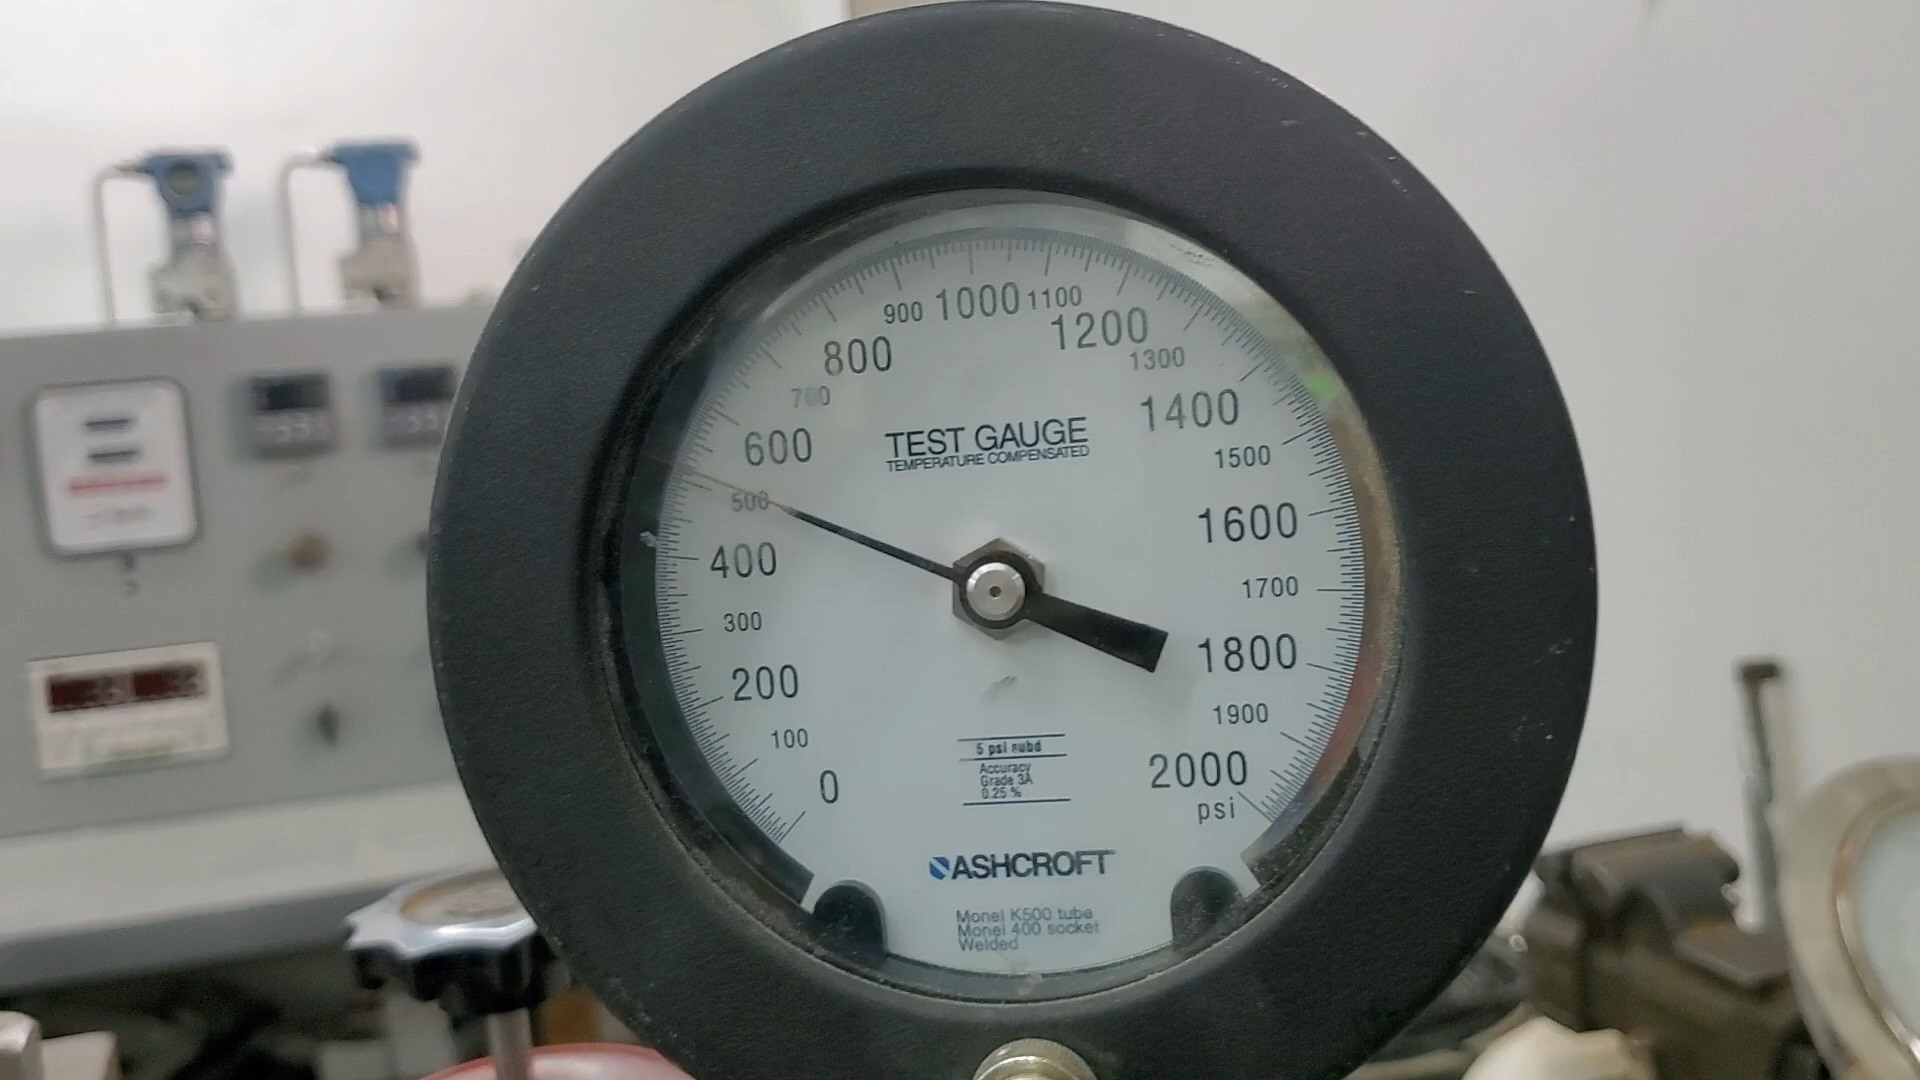 900 1000 1100
800 1200
700 1300
600 1400
500 1500
400 1600
300 1700
200 1800
100 1900
0 2000
psi
TEST GAUGE
TEMPERATURE COMPENSATED
5 psi subd
Accuracy
Grade 3A
0.25 %
ASHCROFT
Monel K500 tube
Monel 400 socket
Welded